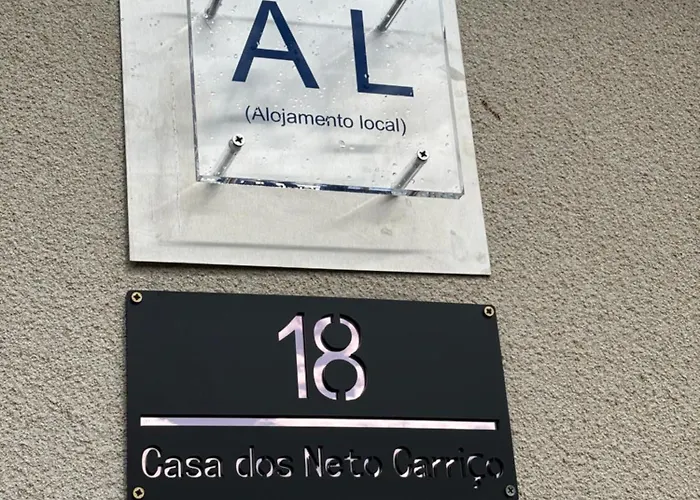 AL
(Alojamento local)
18
Casa dos Neto Carriço